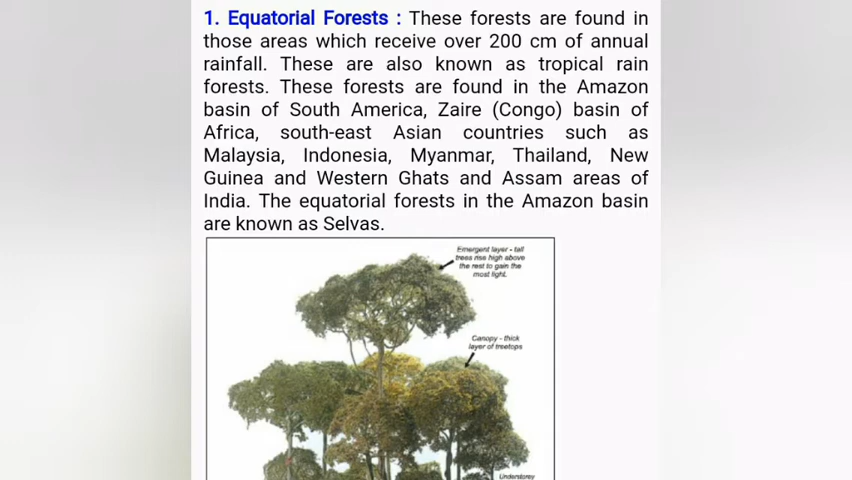 1. Equatorial Forests : These forests are found in
those areas which receive over 200 cm of annual
rainfall. These are also known as tropical rain
forests. These forests are found in the Amazon
basin of South America, Zaire (Congo) basin of
Africa, south-east Asian countries such as
Malaysia, Indonesia, Myanmar, Thailand, New
Guinea and Western Ghats and Assam areas of
India. The equatorial forests in the Amazon basin
are known as Selvas.
Emergent layer - tall
trees rise high above
the rest to gain the
most light.
Canopy - thick
layer of treetops
Understorey